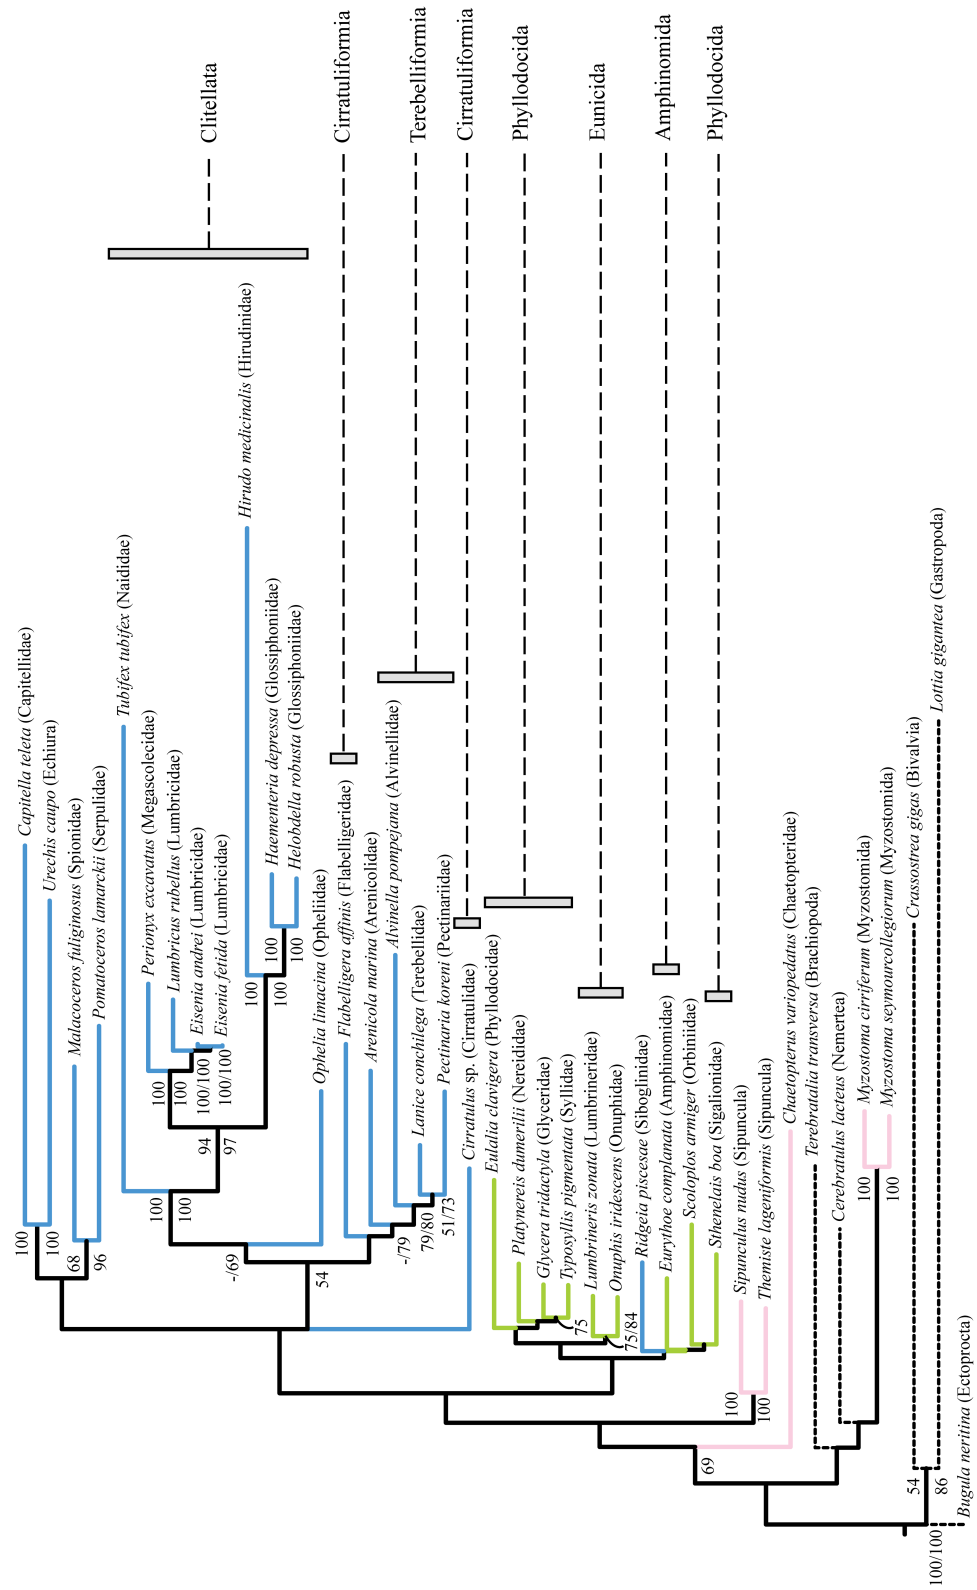 Capitella teleta (Capitellidae)
Urechis caupo (Echiura)
Malacoceros fuliginosus (Spionidae)
Pomatoceros lamarckii (Serpulidae)
Tubifex tubifex (Naididae)
Perionyx excavatus (Megascolecidae)
Lumbricus rubellus (Lumbricidae)
Eisenia andrei (Lumbricidae)
Eisenia fetida (Lumbricidae)
Hirudo medicinalis (Hirudinidae)
Haementeria depressa (Glossiphoniidae)
Helobdella robusta (Glossiphoniidae)
Ophelia limacina (Opheliidae)
Flabelligera affinis (Flabelligeridae)
Arenicola marina (Arenicolidae)
Alvinella pompejana (Alvinellidae)
Lanice conchilega (Terebellidae)
Pectinaria koreni (Pectinariidae)
Cirratulus sp. (Cirratulidae)
Eulalia clavigera (Phyllodocidae)
Platynereis dumerilii (Nereididae)
Glycera tridactyla (Glyceridae)
Typosyllis pigmentata (Syllidae)
Lumbrineris zonata (Lumbrineridae)
Onuphis iridescens (Onuphidae)
Ridgeia piscesae (Siboglinidae)
Eurythoe complanata (Amphinomidae)
Scoloplos armiger (Orbiniidae)
Sthenelais boa (Sigalionidae)
Sipunculus nudus (Sipuncula)
Themiste lageniformis (Sipuncula)
Chaetopterus variopedatus (Chaetopteridae)
Terebratalia transversa (Brachiopoda)
Cerebratulus lacteus (Nemertea)
Myzostoma cirriferum (Myzostomida)
Myzostoma seymourcollegiorum (Myzostomida)
Crassostrea gigas (Bivalvia)
Lottia gigantea (Gastropoda)
Bugula neritina (Ectoprocta)
Clitellata
Cirratuliformia
Terebelliformia
Cirratuliformia
Phyllodocida
Eunicida
Amphinomida
Phyllodocida
100
100
68
96
100
100
94
97
100
100
100/100
100/100
100
100
100
100
-/69
54
-/79
79/80
51/73
75
75/84
100
100
69
100
100
54
86
100/100